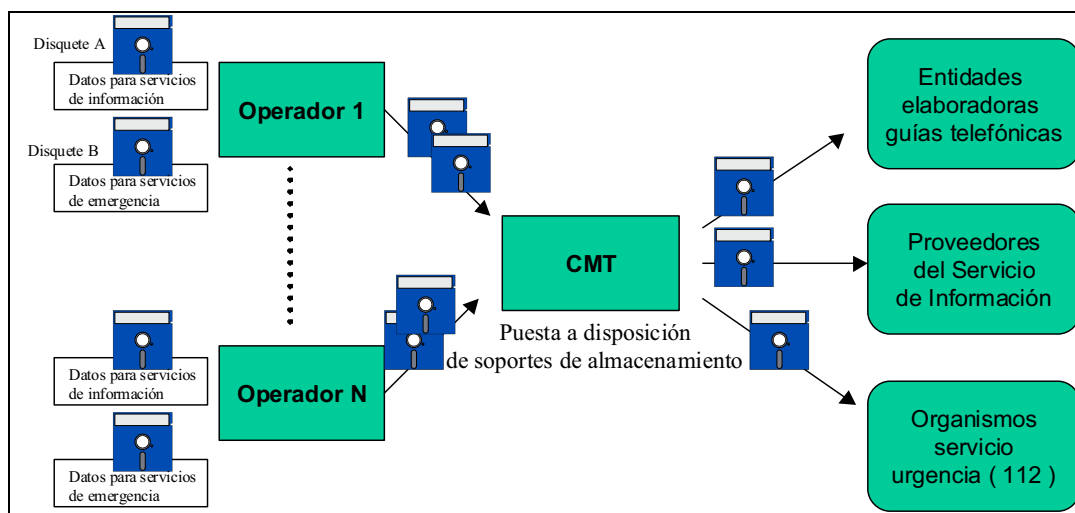 Disquete A
Datos para servicios
de información
Disquete B
Datos para servicios
de emergencia
Operador 1
Datos para servicios
de información
Datos para servicios
de emergencia
Operador N
CMT
Puesta a disposición
de soportes de almacenamiento
Entidades
elaboradoras
guías telefónicas
Proveedores
del Servicio
de Información
Organismos
servicio
urgencia ( 112 )